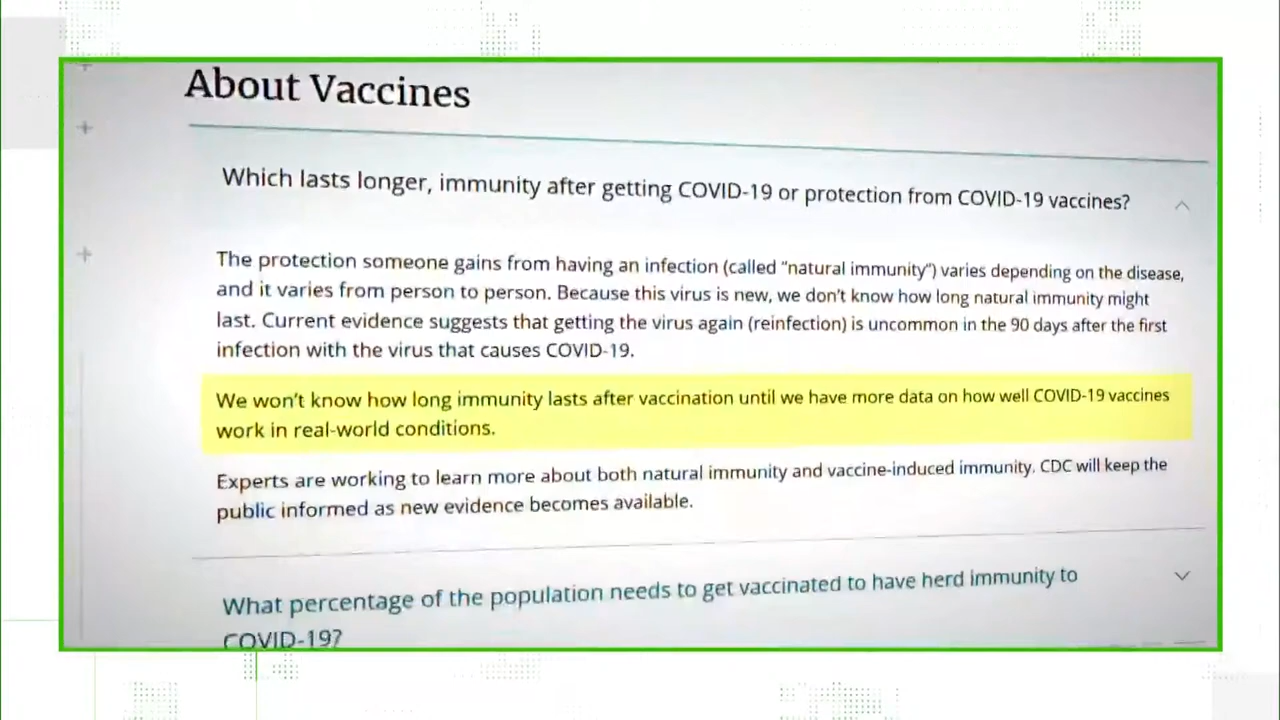 About Vaccines
Which lasts longer, immunity after getting COVID-19 or protection from COVID-19 vaccines?
The protection someone gains from having an infection (called “natural immunity”) varies depending on the disease,
and it varies from person to person. Because this virus is new, we don’t know how long natural immunity might
last. Current evidence suggests that getting the virus again (reinfection) is uncommon in the 90 days after the first
infection with the virus that causes COVID-19.
We won’t know how long immunity lasts after vaccination until we have more data on how well COVID-19 vaccines
work in real-world conditions.
Experts are working to learn more about both natural immunity and vaccine-induced immunity. CDC will keep the
public informed as new evidence becomes available.
What percentage of the population needs to get vaccinated to have herd immunity to
COVID-19?